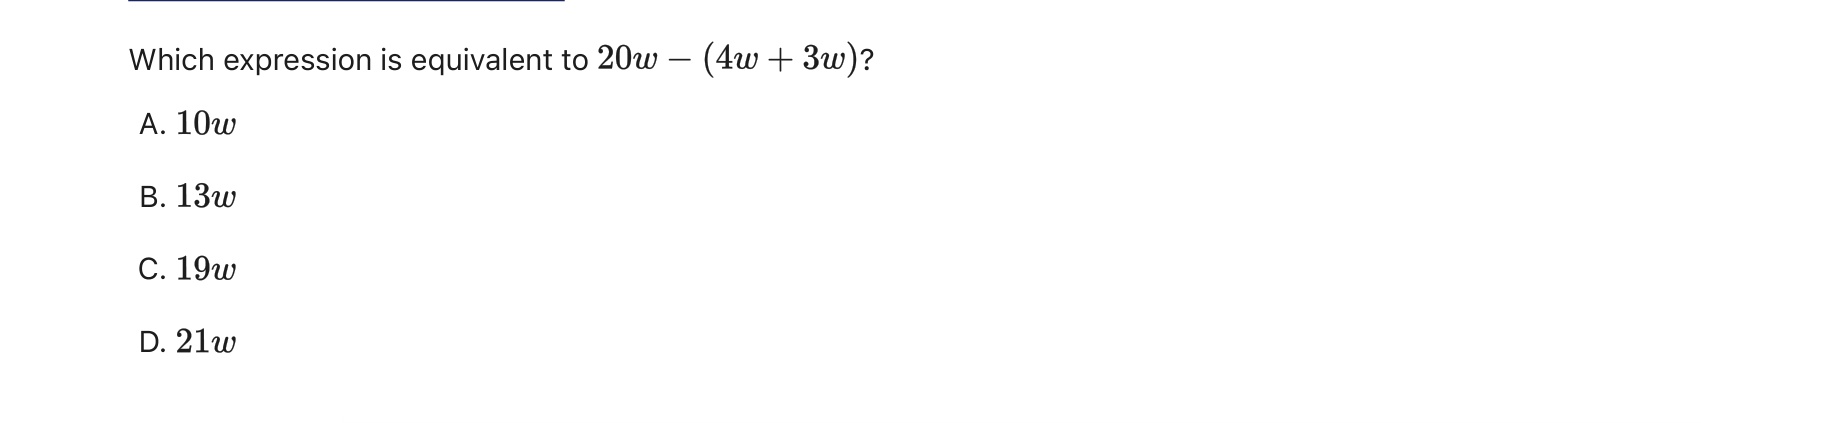 Which expression is equivalent to 20w − (4w + 3w)?
A. 10w
B. 13w
C. 19w
D. 21w